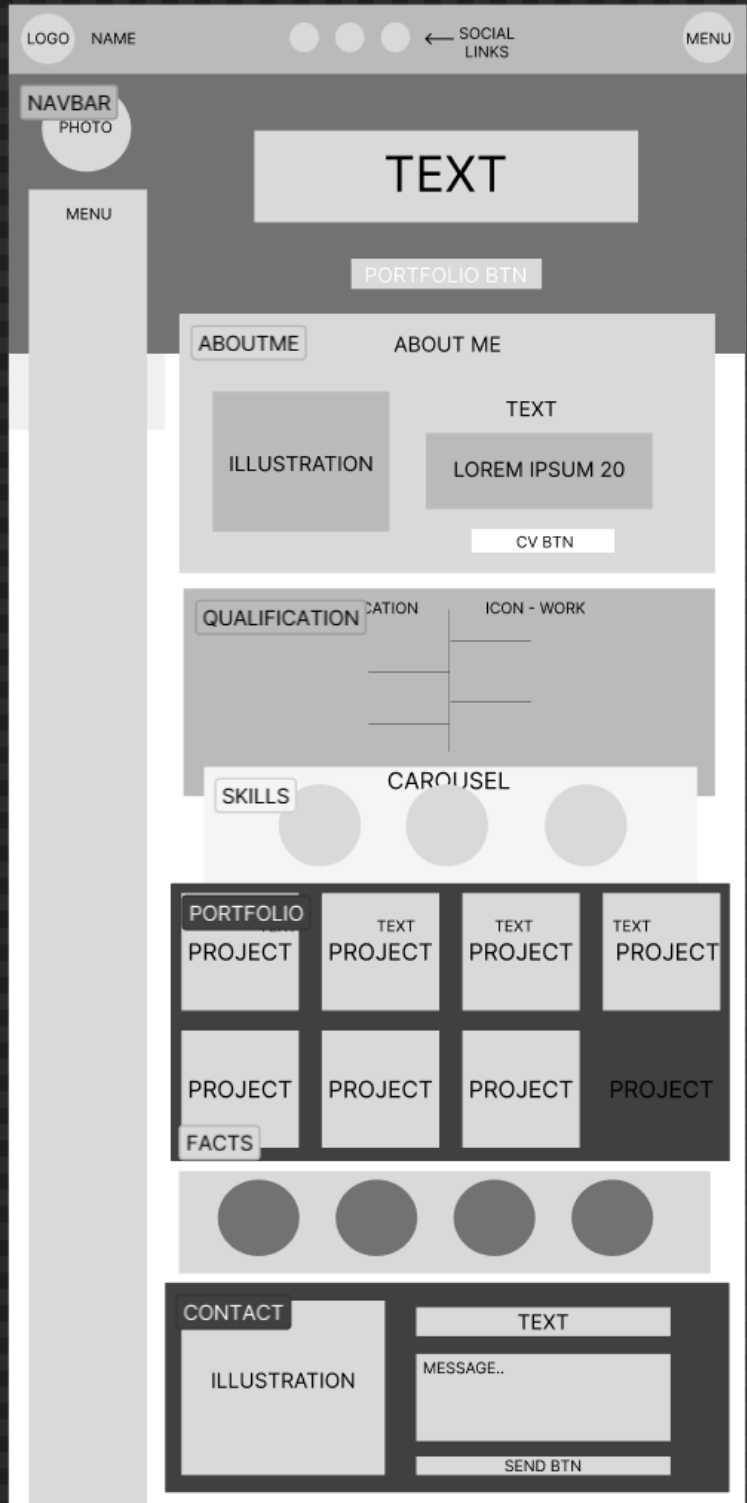 LOGO
NAME
SOCIAL
LINKS
MENU
NAVBAR
PHOTO
MENU
TEXT
PORTFOLIO BTN
ABOUTME
ABOUT ME
ILLUSTRATION
TEXT
LOREM IPSUM 20
CV BTN
QUALIFICATION
CATION
ICON - WORK
CAROUSEL
SKILLS
PORTFOLIO
TEXT
TEXT
TEXT
PROJECT
PROJECT
PROJECT
PROJECT
PROJECT
PROJECT
PROJECT
PROJECT
FACTS
CONTACT
ILLUSTRATION
TEXT
MESSAGE..
SEND BTN